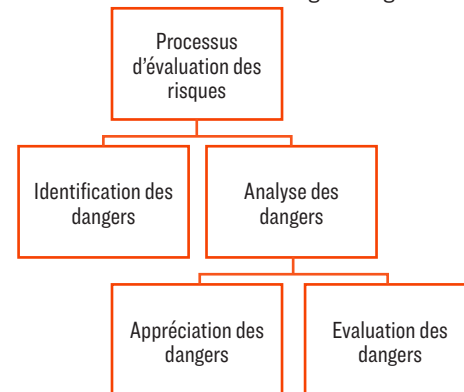 Processus
d'évaluation des
risques
Identification des
dangers
Analyse des
dangers
Appréciation des
dangers
Evaluation des
dangers